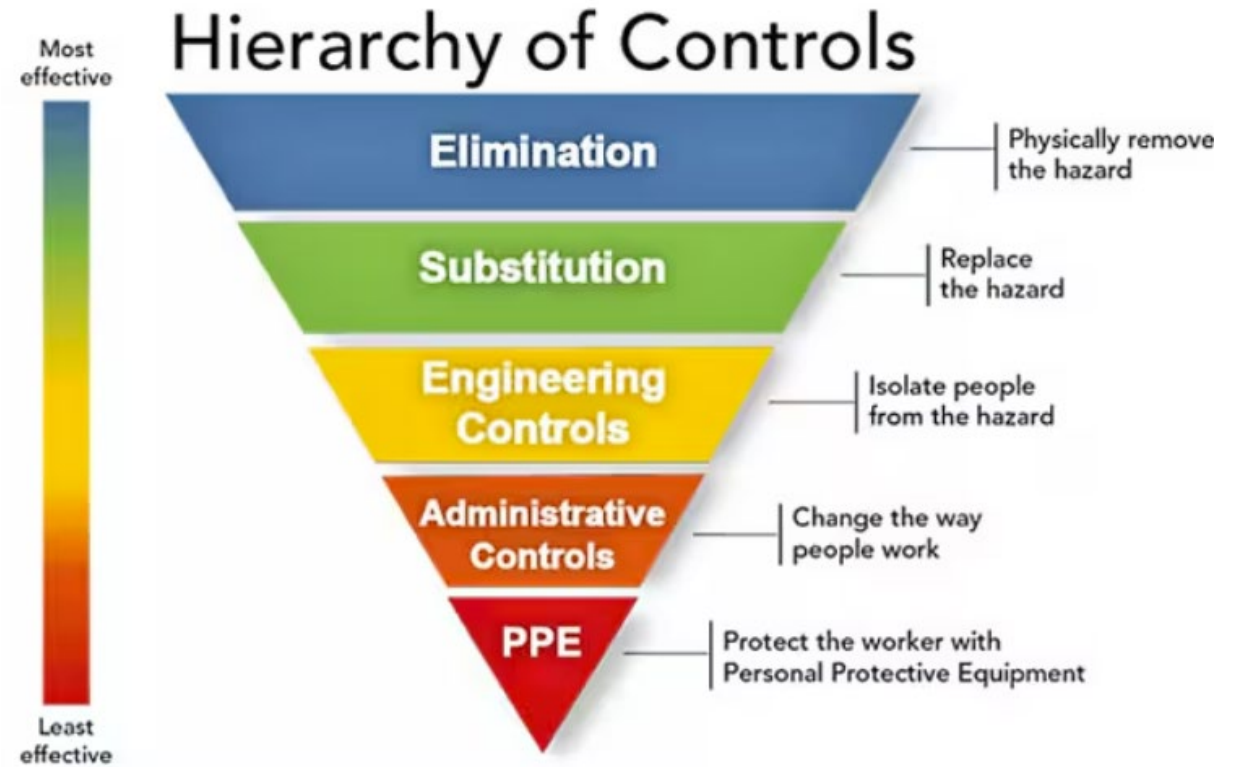 Hierarchy of Controls
Most
effective
Elimination
Physically remove
the hazard
Substitution
Replace
the hazard
Engineering
Controls
Isolate people
from the hazard
Administrative
Controls
Change the way
people work
PPE
Protect the worker with
Personal Protective Equipment
Least
effective